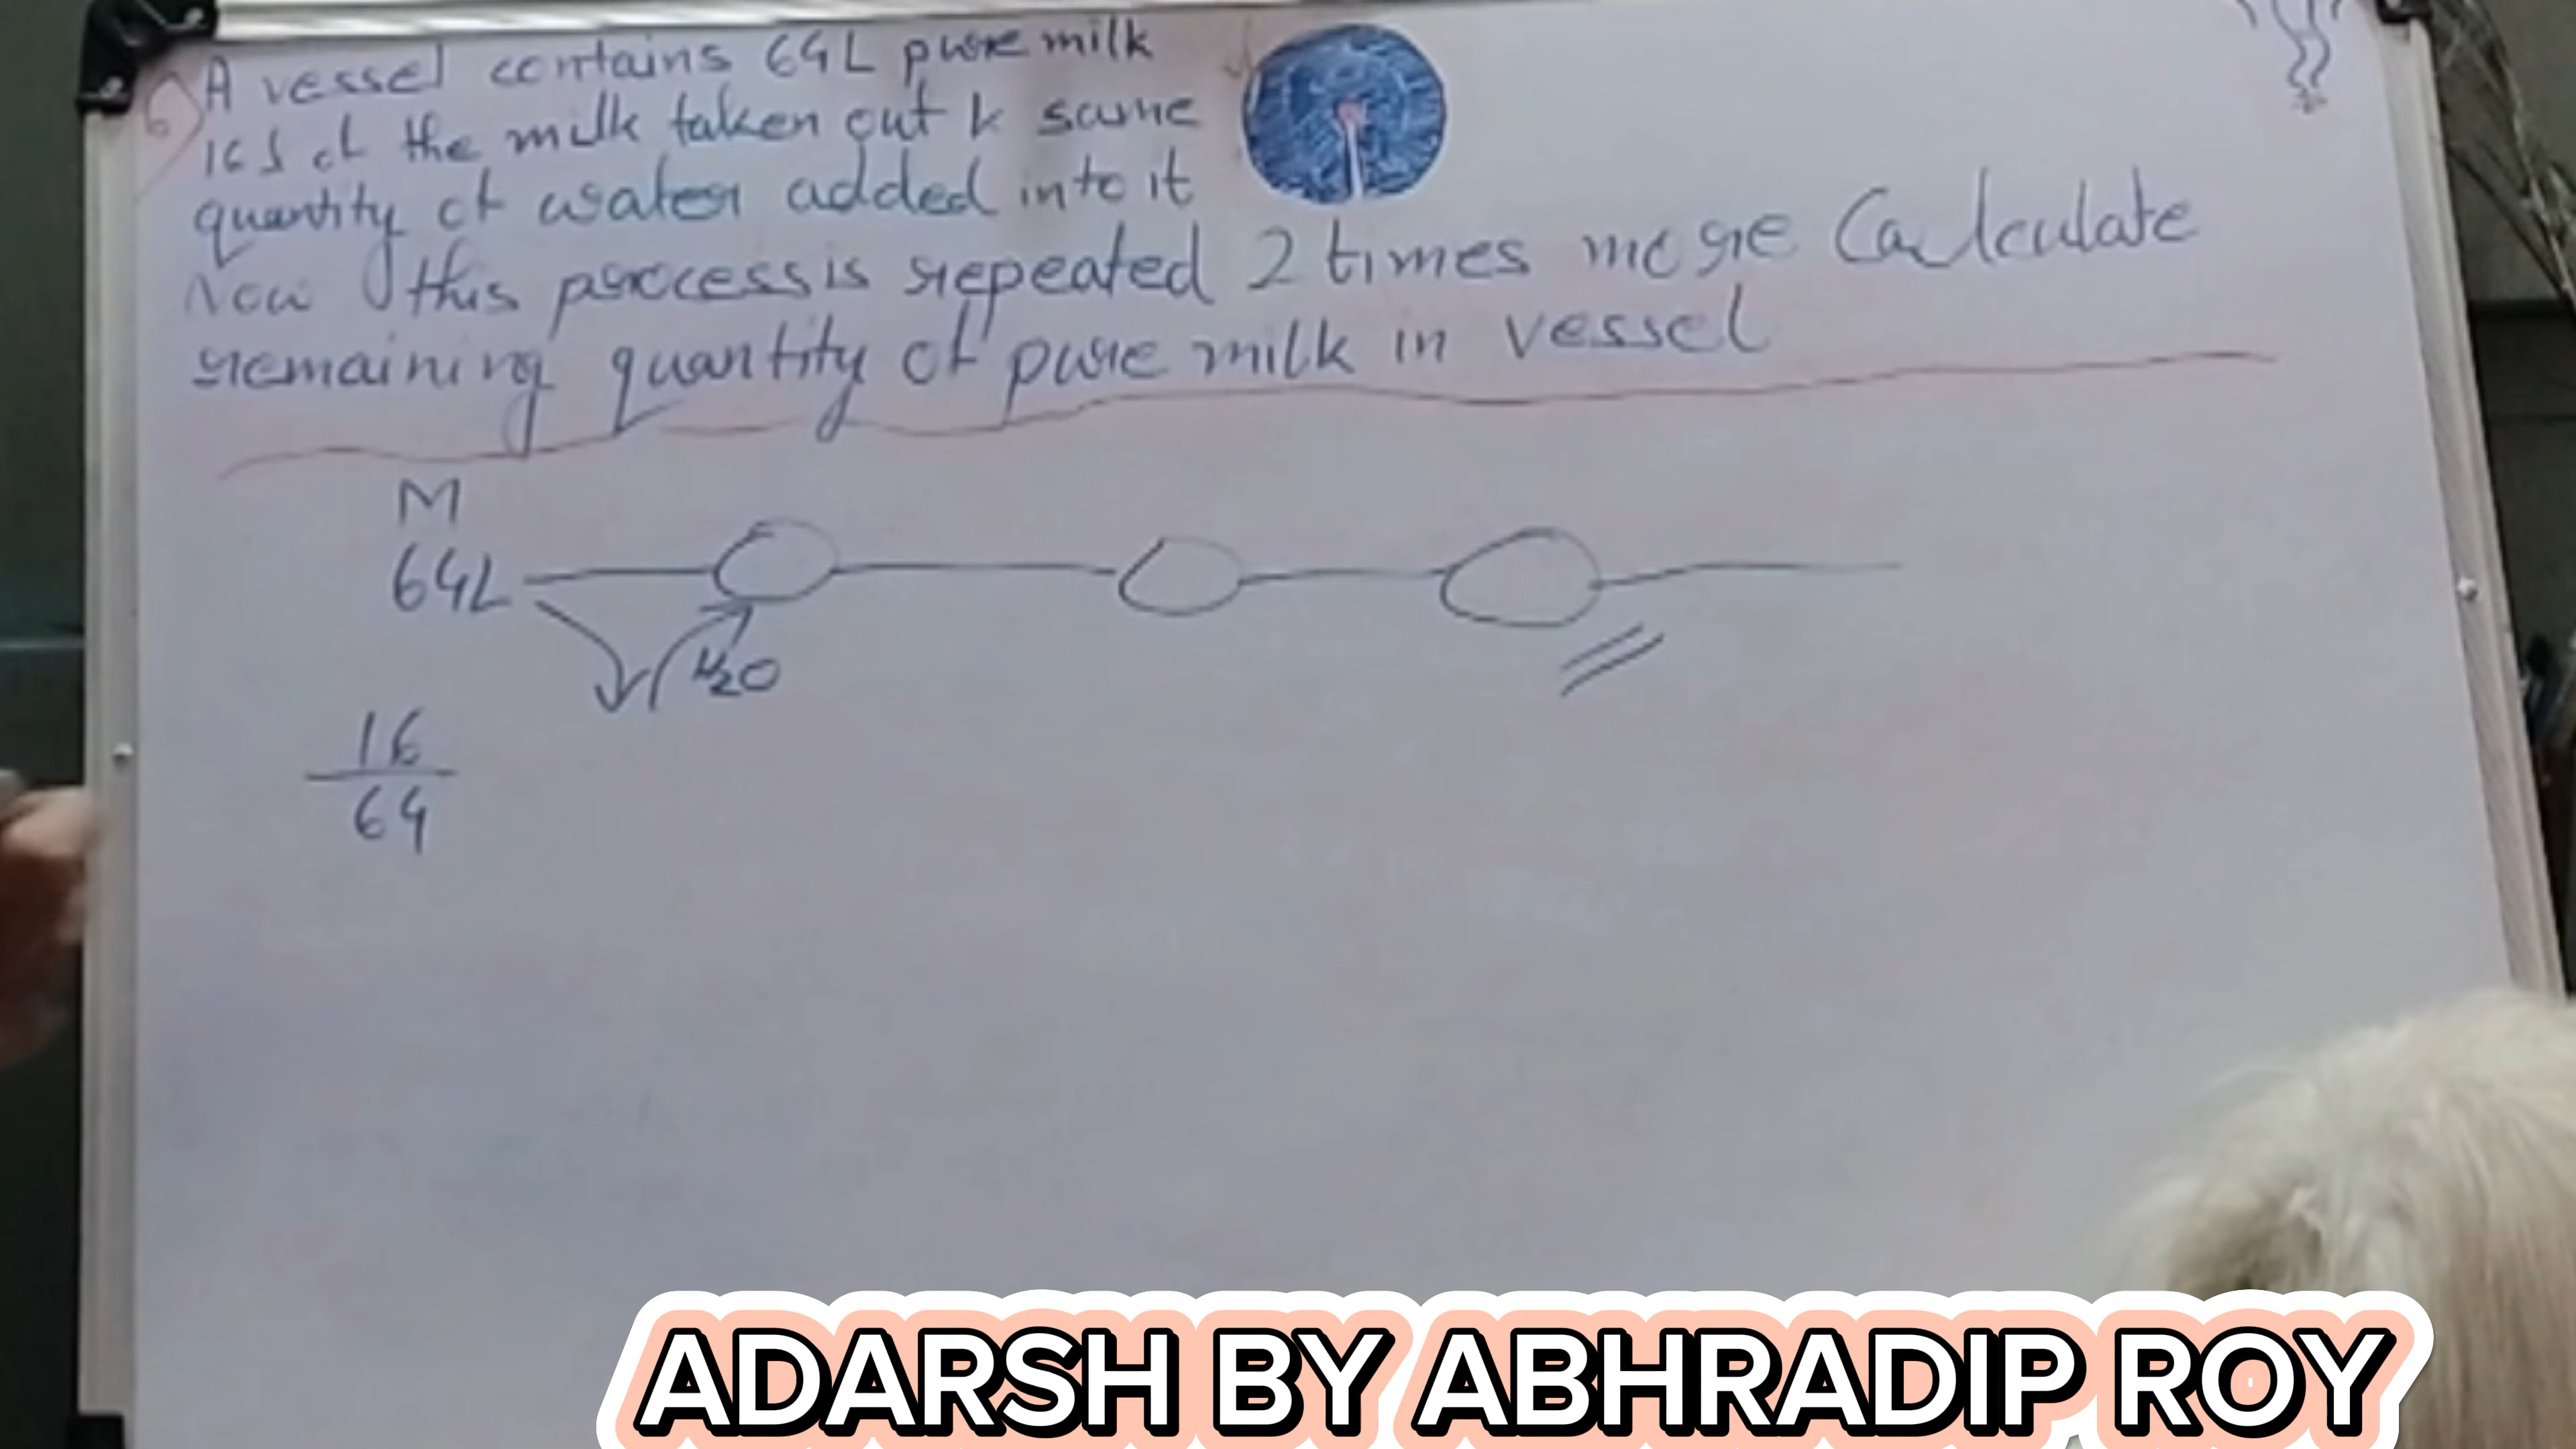 6) A vessel contains 64L pure milk
16 L of the milk taken out & same
quantity of water added into it
Now this process is repeated 2 times more Calculate
remaining quantity of pure milk in vessel
M
64L
H2O
16
64
ADARSH BY ABHRADIP ROY